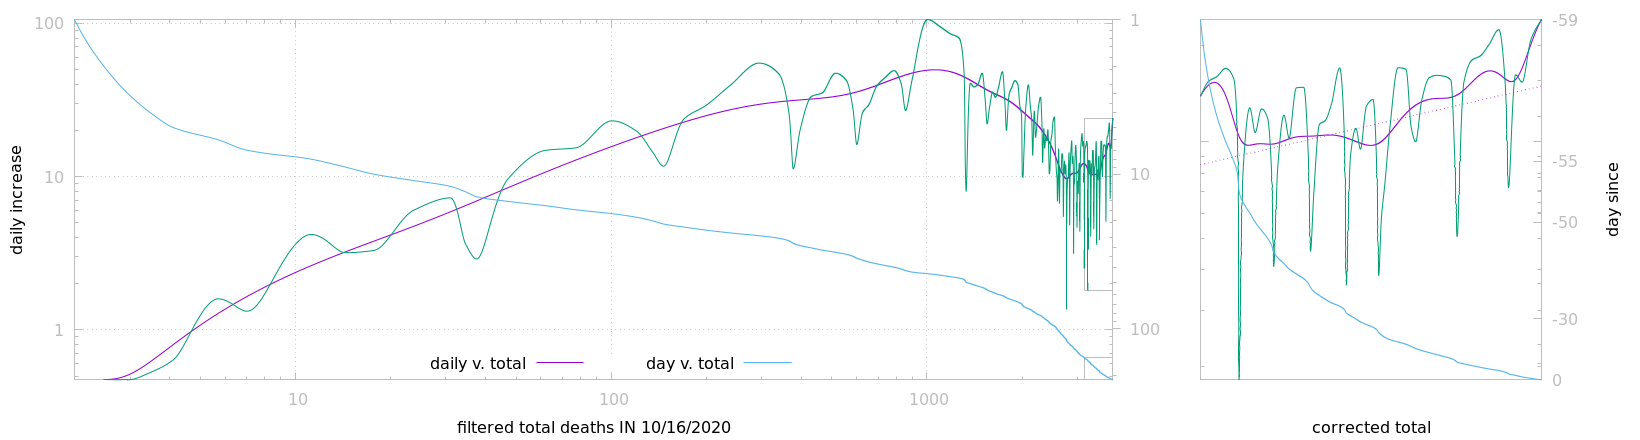 100
10
1
daily increase
10
100
1000
filtered total deaths IN 10/16/2020
daily v. total
day v. total
1
10
100
-59
-55
-50
-30
0
day since
corrected total